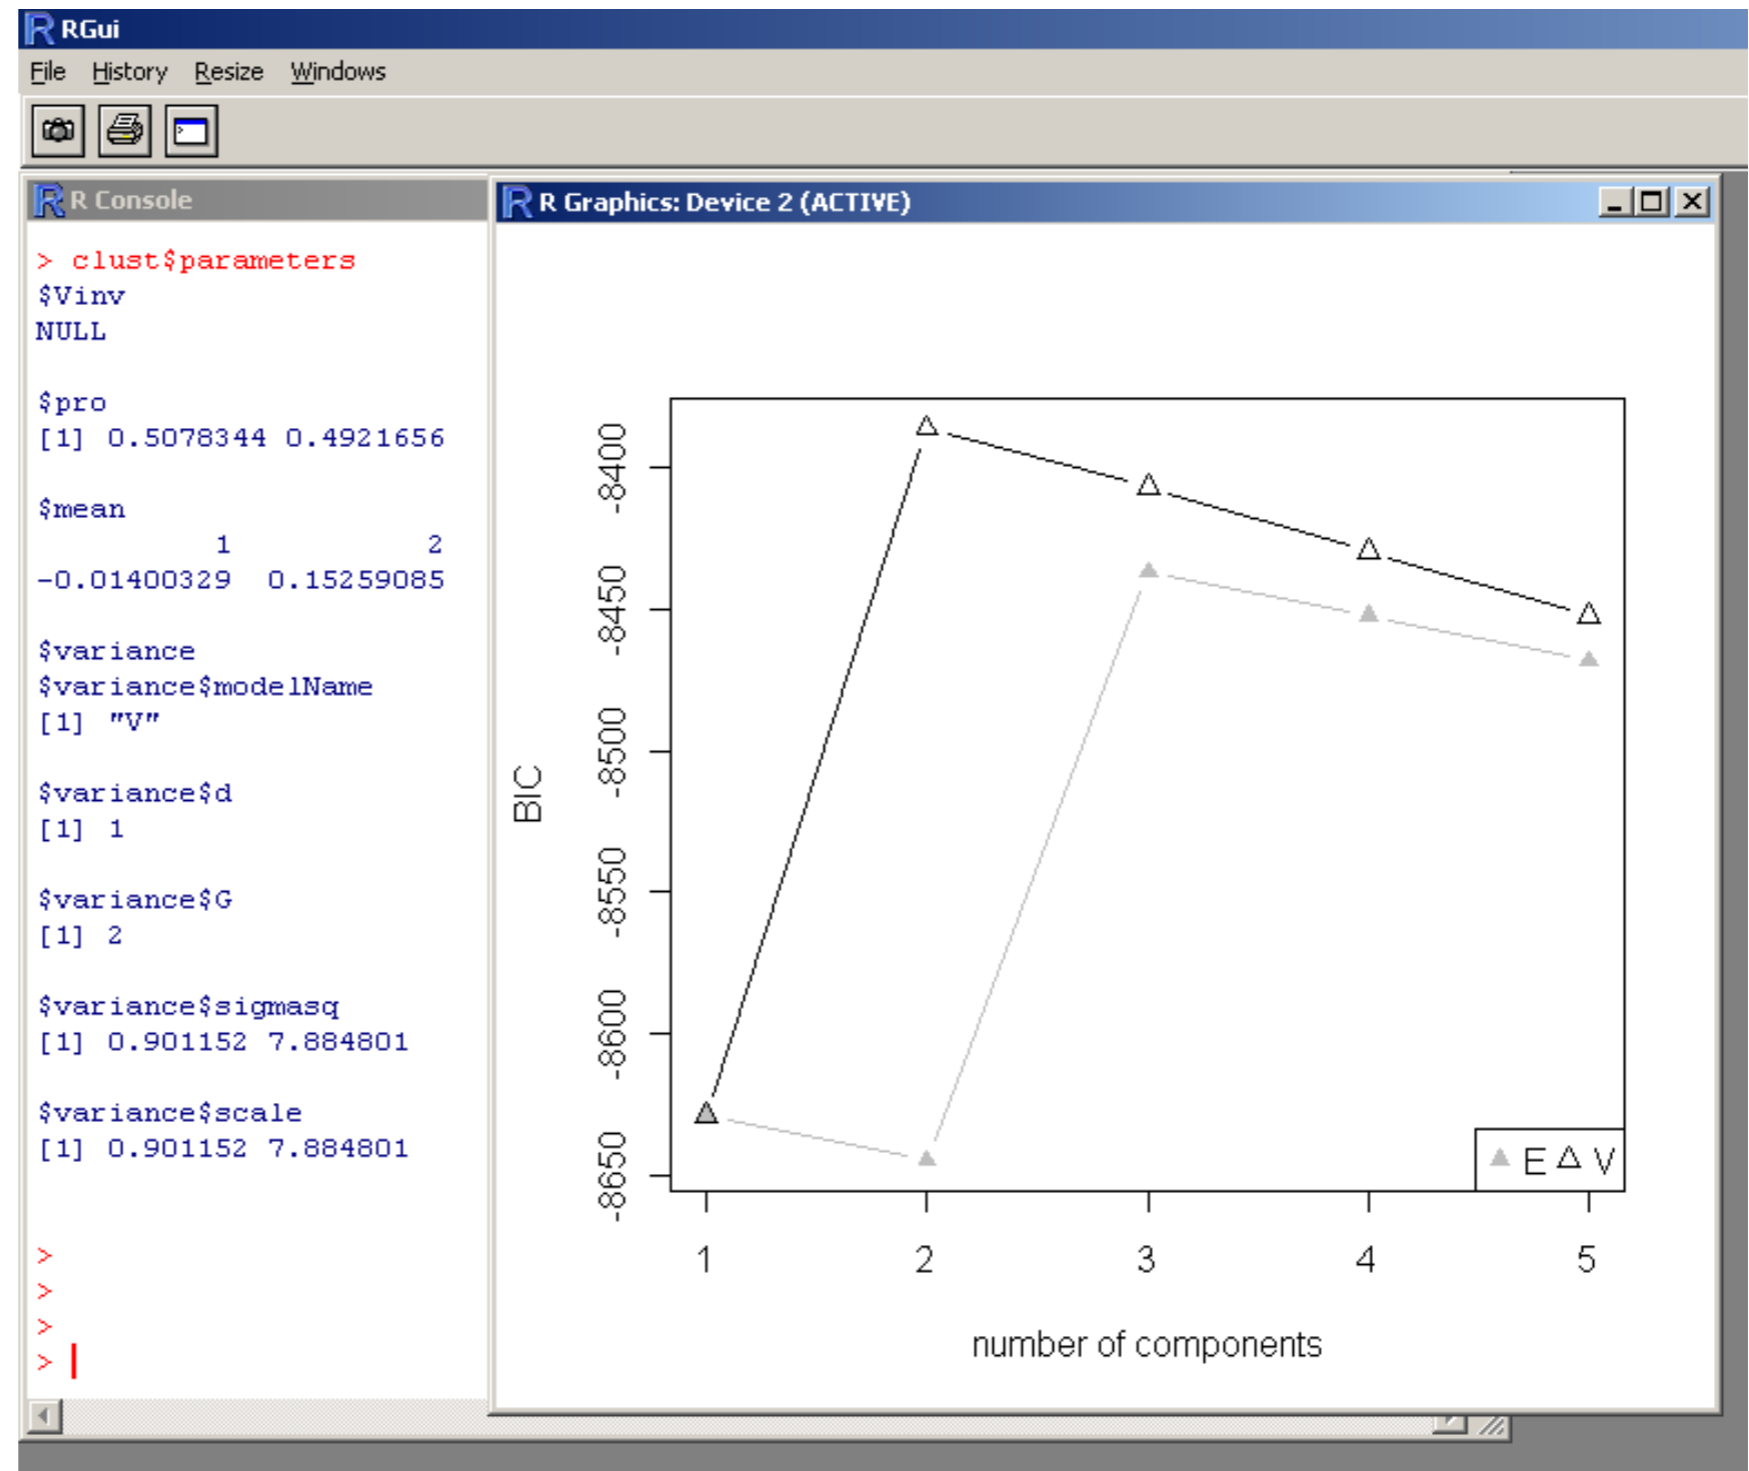 RGui
File History Resize Windows
R Console
> clust$parameters
$Vinv
NULL
$pro
[1] 0.5078344 0.4921656
$mean
1 2
-0.01400329 0.15259085
$variance
$variance$modelName
[1] "V"
$variance$d
[1] 1
$variance$G
[1] 2
$variance$sigmasq
[1] 0.901152 7.884801
$variance$scale
[1] 0.901152 7.884801
>
>
>
>
R Graphics: Device 2 (ACTIVE)
BIC
-8400
-8450
-8500
-8550
-8600
-8650
E V
1 2 3 4 5
number of components